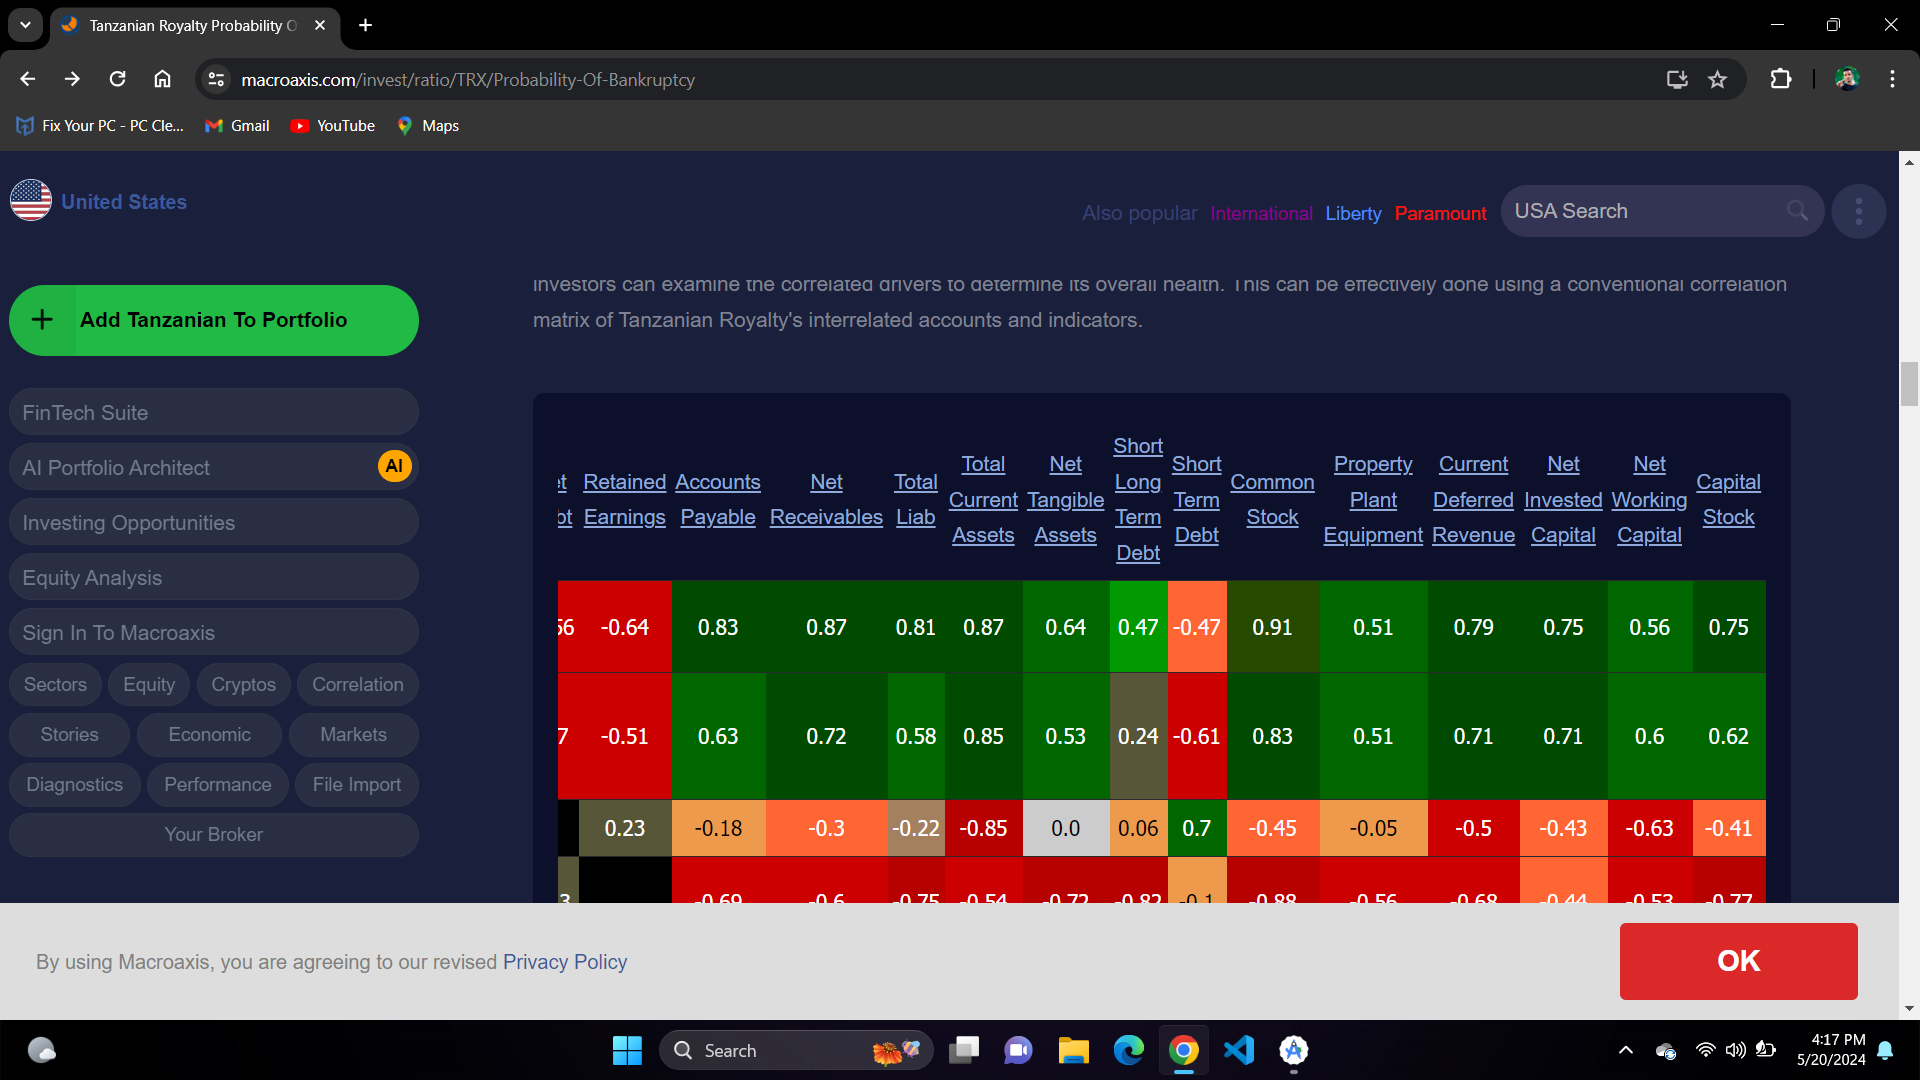 Tanzanian Royalty Probability O
macroaxis.com/invest/ratio/TRX/Probability-Of-Bankruptcy
Fix Your PC - PC Cle...
Gmail
YouTube
Maps
United States
Also popular International Liberty Paramount
USA Search
Add Tanzanian To Portfolio
FinTech Suite
AI Portfolio Architect
AI
Investing Opportunities
Equity Analysis
Sign In To Macroaxis
Sectors Equity Cryptos Correlation
Stories Economic Markets
Diagnostics Performance File Import
Your Broker
investors can examine the correlated drivers to determine its overall health. This can be effectively done using a conventional correlation
matrix of Tanzanian Royalty's interrelated accounts and indicators.
Retained Earnings
Accounts Payable
Net Receivables
Total Liab
Total Current Assets
Net Tangible Assets
Short Long Term Debt
Short Term Debt
Common Stock
Property Plant Equipment
Current Deferred Revenue
Net Invested Capital
Net Working Capital
Capital Stock
-0.64 0.83 0.87 0.81 0.87 0.64 0.47 -0.47 0.91 0.51 0.79 0.75 0.56 0.75
-0.51 0.63 0.72 0.58 0.85 0.53 0.24 -0.61 0.83 0.51 0.71 0.71 0.6 0.62
0.23 -0.18 -0.3 -0.22 -0.85 0.0 0.06 0.7 -0.45 -0.05 -0.5 -0.43 -0.63 -0.41
-0.69 -0.6 -0.75 -0.54 -0.72 -0.82 -0.1 -0.88 -0.56 -0.68 -0.44 -0.53 -0.77
By using Macroaxis, you are agreeing to our revised Privacy Policy
OK
Search
4:17 PM
5/20/2024